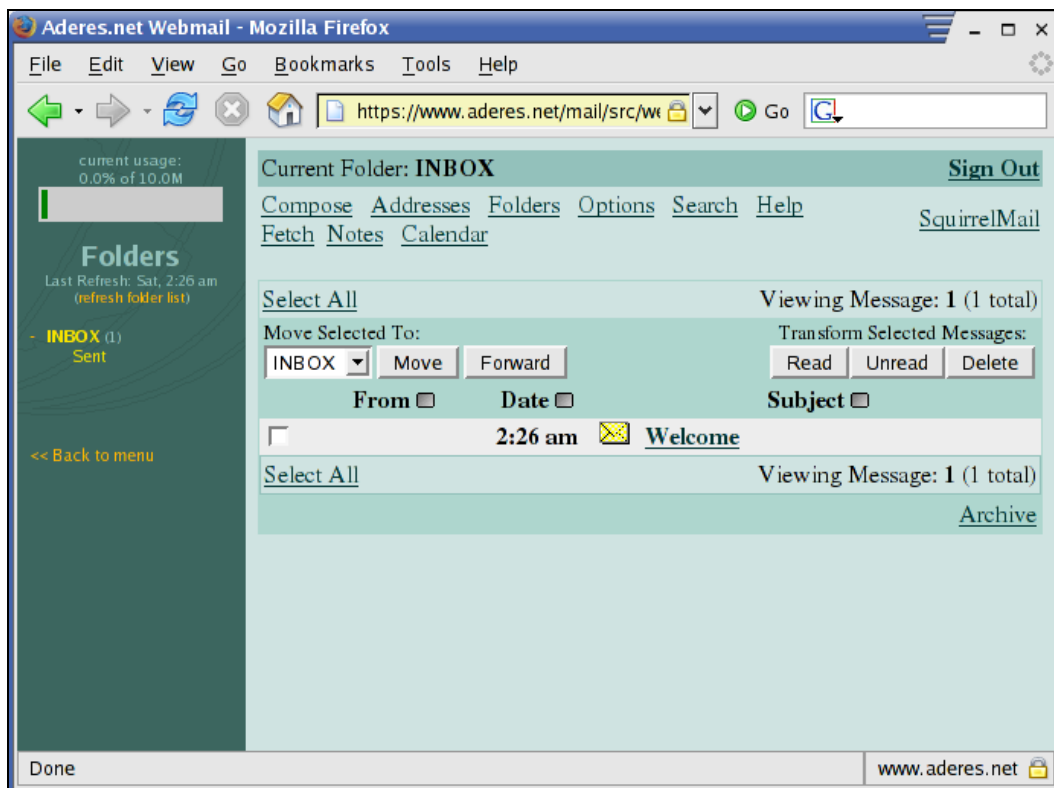 Aderes.net Webmail - Mozilla Firefox
File Edit View Go Bookmarks Tools Help
https://www.aderes.net/mail/src/we Go G
current usage:
0.0% of 10.0M
Folders
Last Refresh: Sat, 2:26 am
(refresh folder list)
- INBOX (1)
Sent
<< Back to menu
Current Folder: INBOX Sign Out
Compose Addresses Folders Options Search Help
Fetch Notes Calendar SquirrelMail
Select All Viewing Message: 1 (1 total)
Move Selected To: Transform Selected Messages:
INBOX Move Forward Read Unread Delete
From Date Subject
2:26 am Welcome
Select All Viewing Message: 1 (1 total)
Archive
Done www.aderes.net